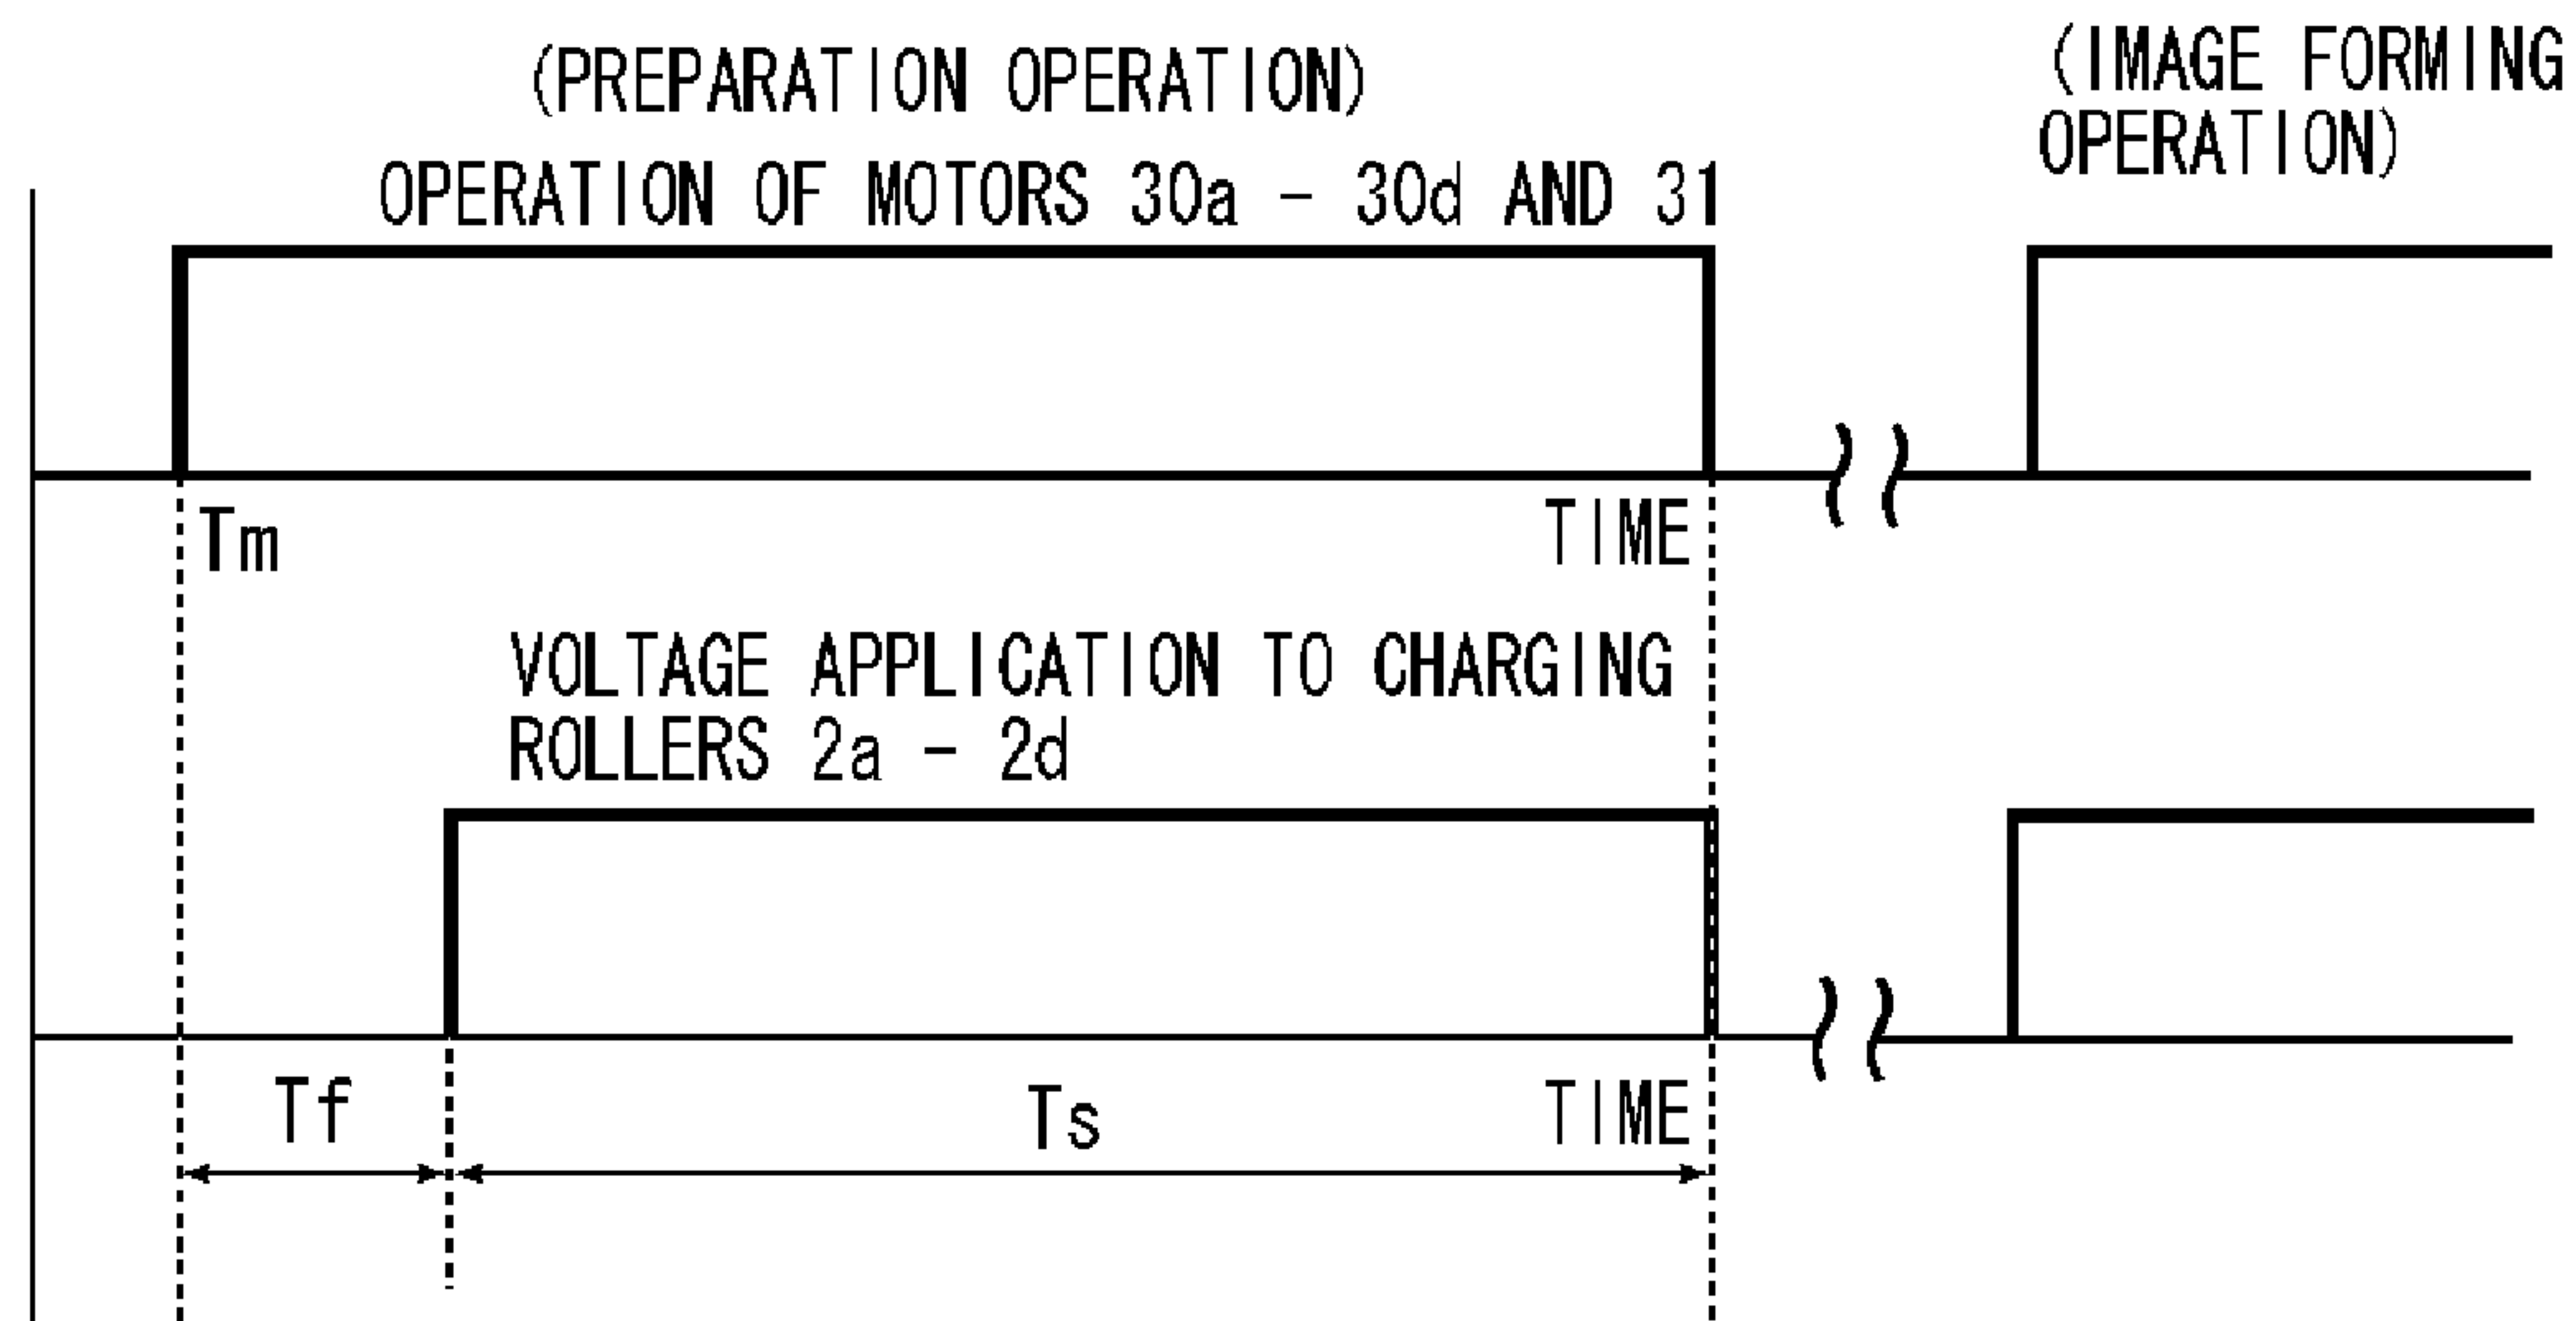 (PREPARATION OPERATION)
(IMAGE FORMING
OPERATION)
OPERATION OF MOTORS 30a - 30d AND 31
Tm
TIME
VOLTAGE APPLICATION TO CHARGING
ROLLERS 2a - 2d
Tf
Ts
TIME